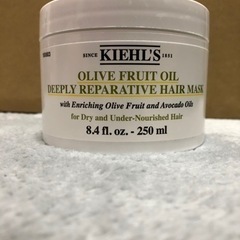 SINCE KIEHL'S 1851
OLIVE FRUIT OIL
DEEPLY REPARATIVE HAIR MASK
with Enriching Olive Fruit and Avocado Oils
for Dry and Under-Nourished Hair
8.4 fl. oz. - 250 ml